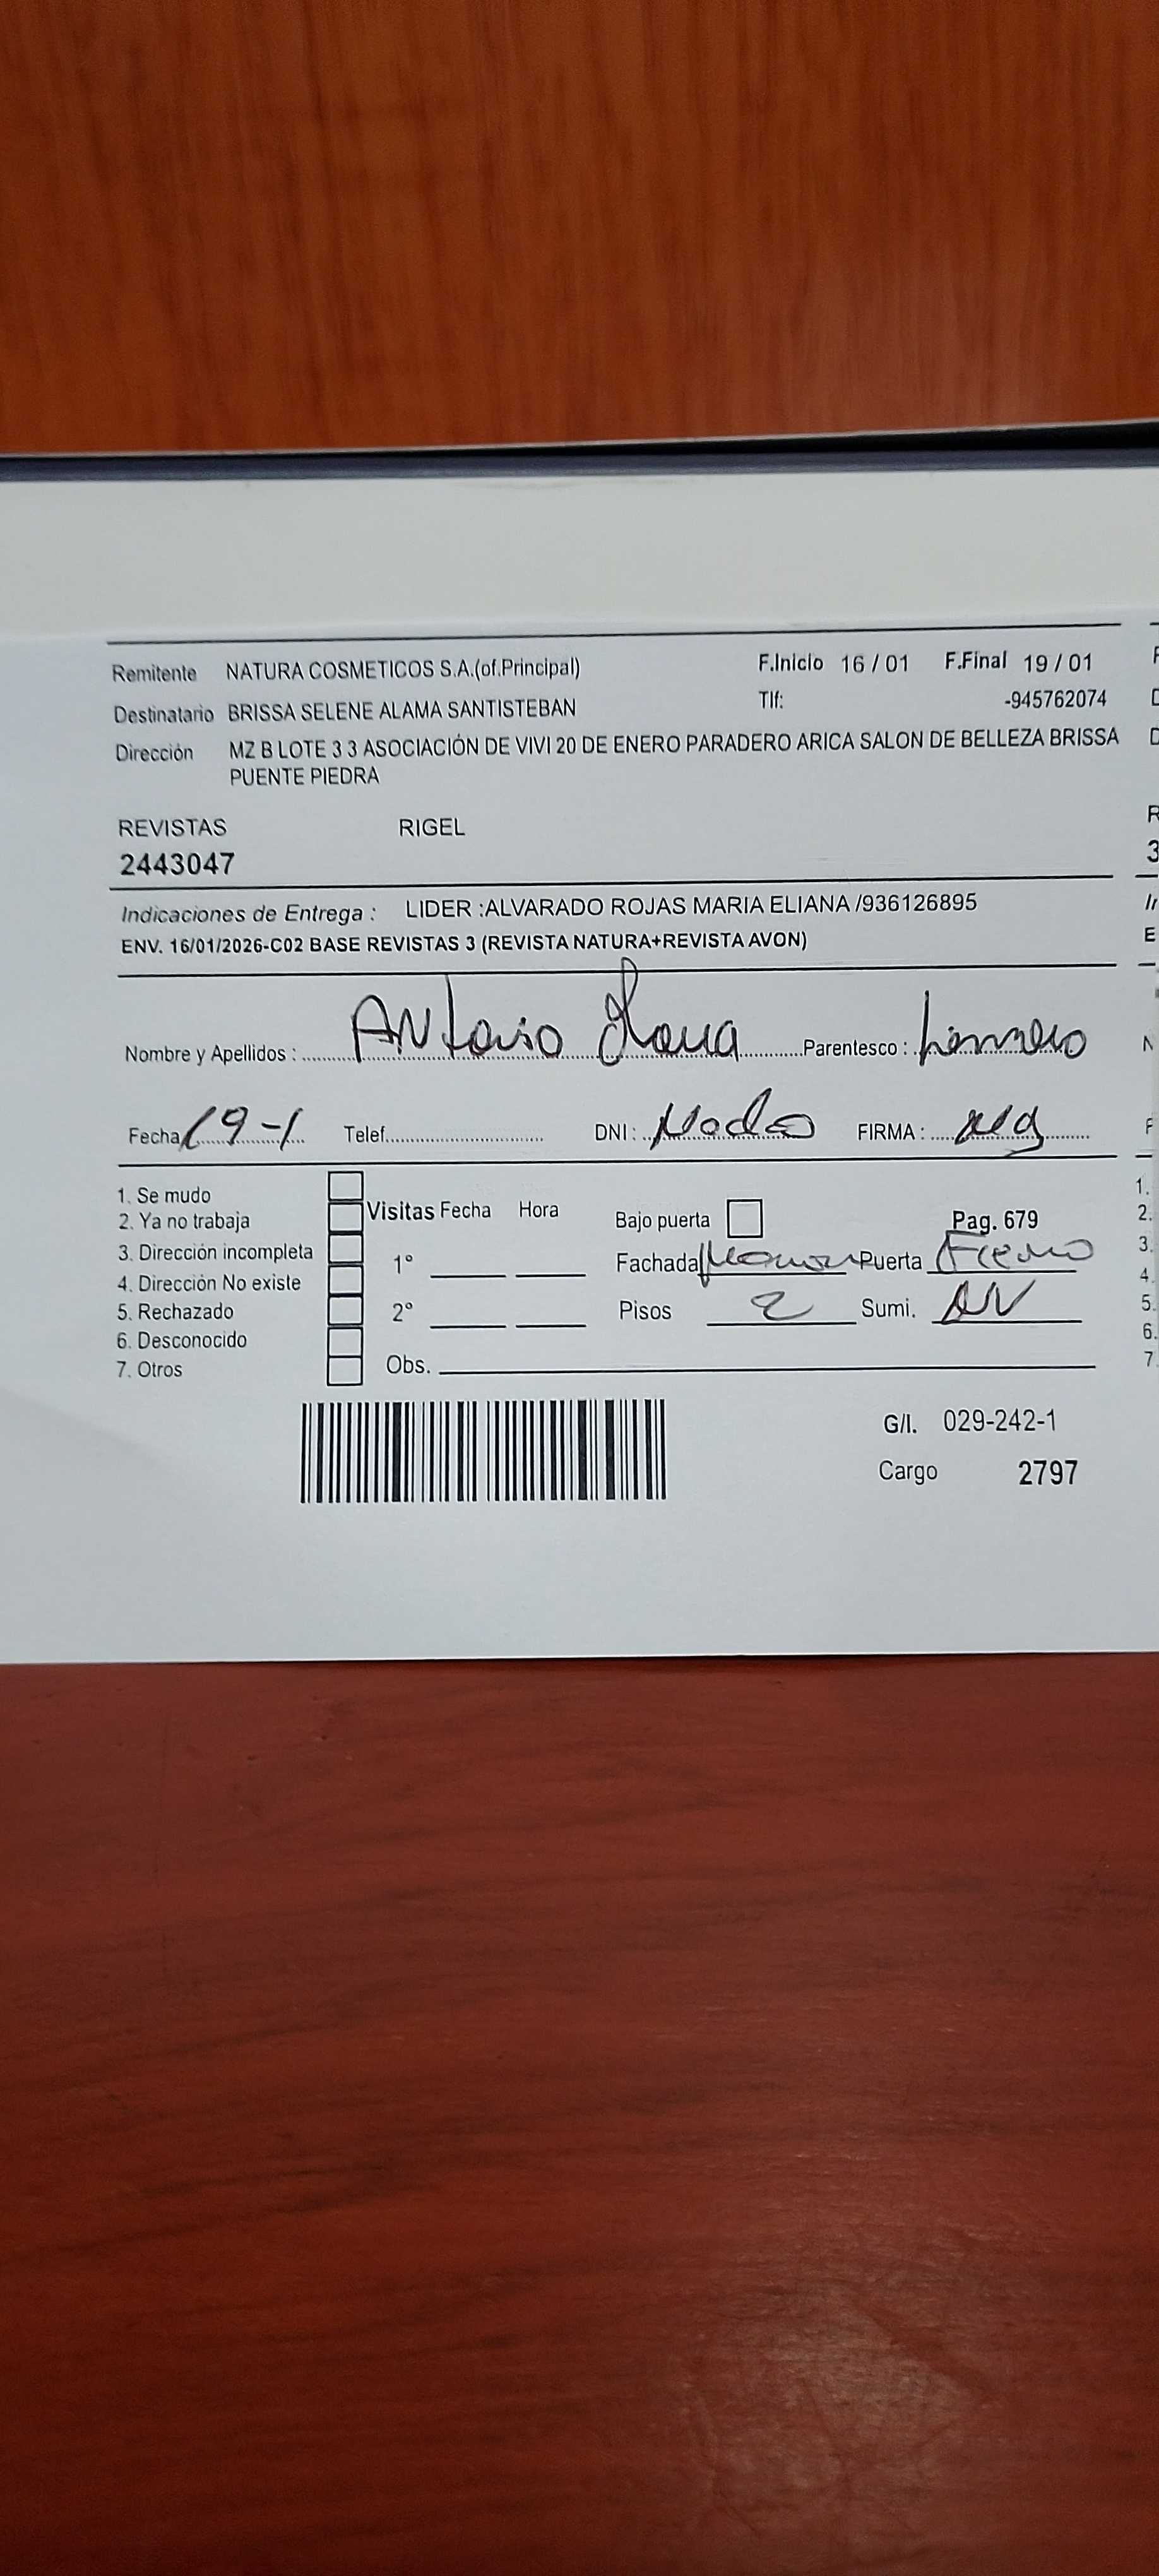 Remitente NATURA COSMETICOS S.A.(of.Principal) F.Inicio 16 / 01 F.Final 19 / 01
Destinatario BRISSA SELENE ALAMA SANTISTEBAN Tlf: -945762074
Dirección MZ B LOTE 3 3 ASOCIACIÓN DE VIVI 20 DE ENERO PARADERO ARICA SALON DE BELLEZA BRISSA
PUENTE PIEDRA
REVISTAS RIGEL
2443047
Indicaciones de Entrega : LIDER :ALVARADO ROJAS MARIA ELIANA /936126895
ENV. 16/01/2026-C02 BASE REVISTAS 3 (REVISTA NATURA+REVISTA AVON)
Nombre y Apellidos : Antonio Parentesco :
Fecha 19-1 Telef. DNI : FIRMA :
1. Se mudo
2. Ya no trabaja
3. Dirección incompleta
4. Dirección No existe
5. Rechazado
6. Desconocido
7. Otros
Visitas Fecha Hora
1°
2°
Obs.
Bajo puerta Pag. 679
Fachada Puerta Fierro
Pisos 2 Sumi.
G/I. 029-242-1
Cargo 2797